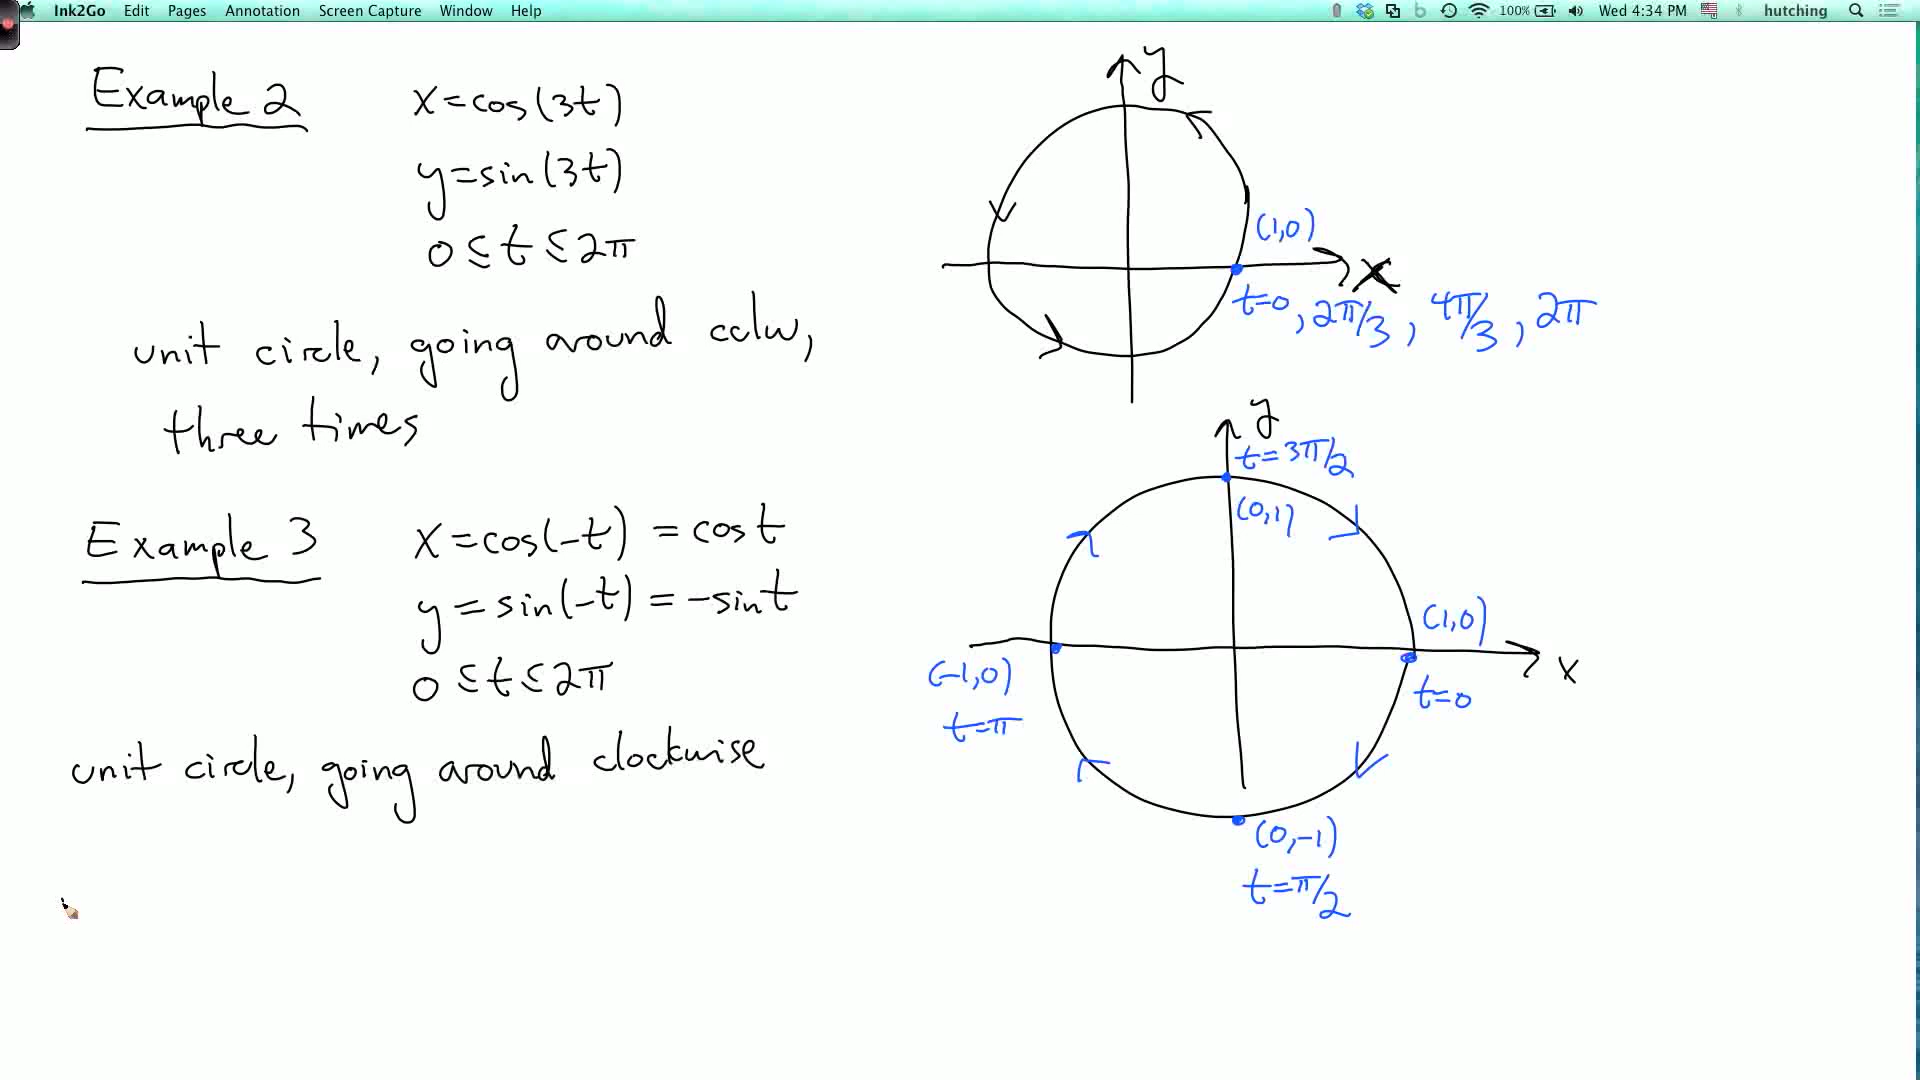 Ink2Go Edit Pages Annotation Screen Capture Window Help 100% Wed 4:34 PM hutching
Example 2
x=cos(3t)
y=sin(3t)
0≤t≤2π
unit circle, going around cclw,
three times
y
(1,0)
x
t=0, 2π/3, 4π/3, 2π
Example 3
x=cos(-t) = cos t
y=sin(-t) = -sin t
0≤t≤2π
unit circle, going around clockwise
y
t=3π/2
(0,1)
(1,0)
x
t=0
(-1,0)
t=π
(0,-1)
t=π/2